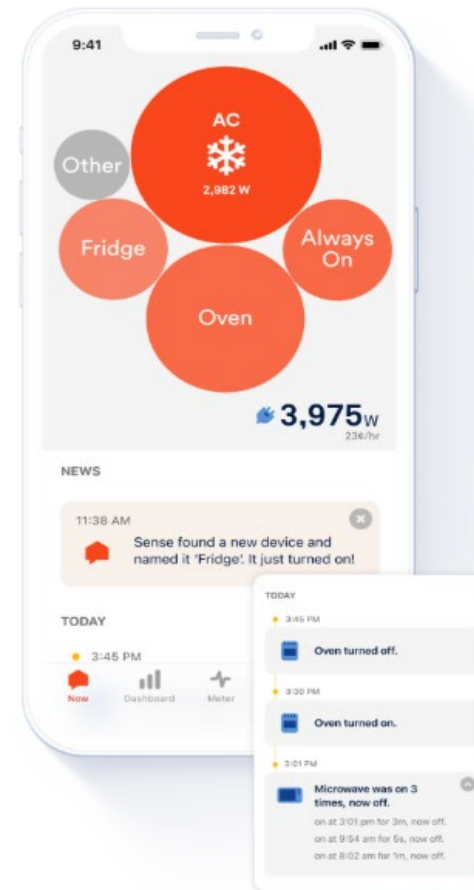 9:41
AC
2,982 W
Other
Fridge
Always
On
Oven
3,975w
23¢/hr
NEWS
11:38 AM
Sense found a new device and
named it 'Fridge'. It just turned on!
TODAY
3:45 PM
Now
Dashboard
Meter
TODAY
3:45 PM
Oven turned off.
3:30 PM
Oven turned on.
3:01 PM
Microwave was on 3
times, now off.
on at 3:01 pm for 3m, now off.
on at 9:54 am for 5s, now off.
on at 8:02 am for 1m, now off.